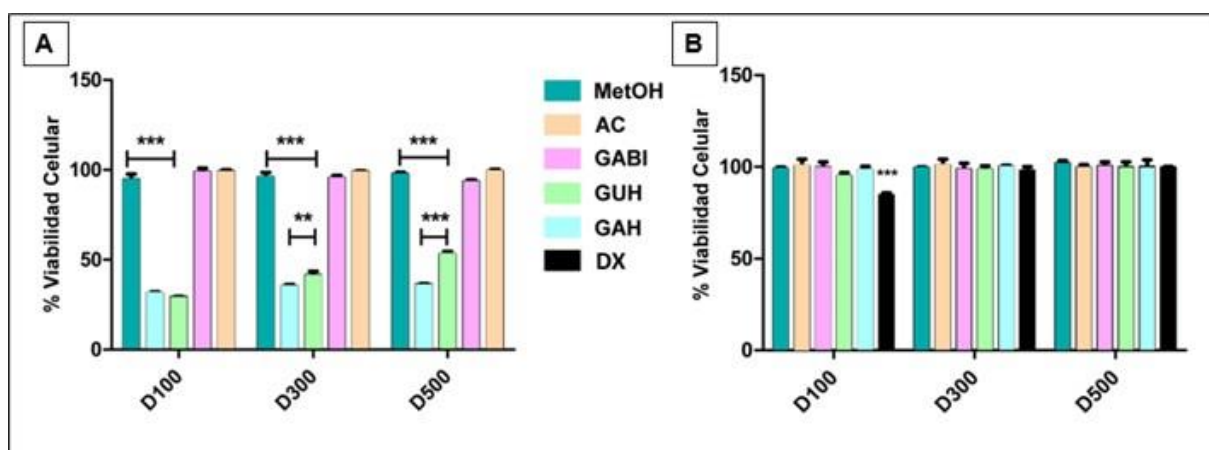 A
% Viabilidad Celular
150
100
50
0
***
***
***
**
***
D100
D300
D500
MetOH
AC
GABI
GUH
GAH
DX
B
% Viabilidad Celular
150
100
50
0
***
D100
D300
D500